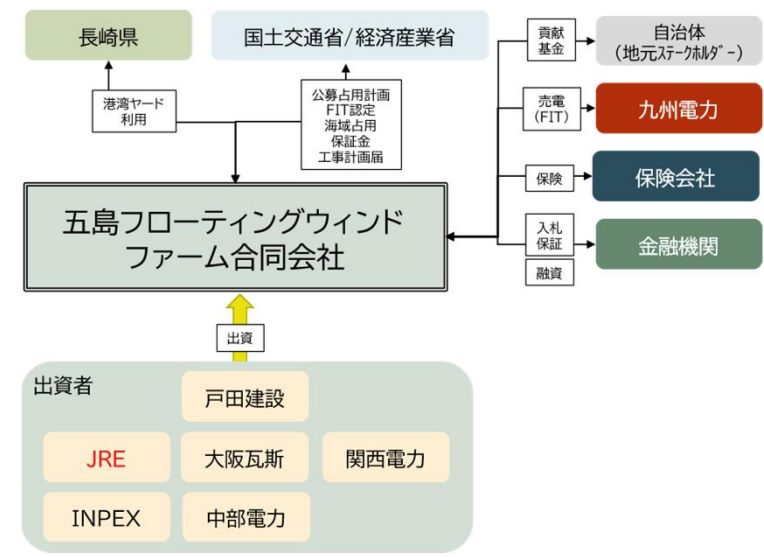 長崎県
国土交通省/経済産業省
港湾ヤード
利用
公募占用計画
FIT認定
海域占用
保証金
工事計画届
貢献
基金
自治体
(地元ステークホルダー)
売電
(FIT)
九州電力
保険
保険会社
入札
保証
融資
金融機関
五島フローティングウィンド
ファーム合同会社
出資
出資者
戸田建設
JRE
大阪瓦斯
関西電力
INPEX
中部電力